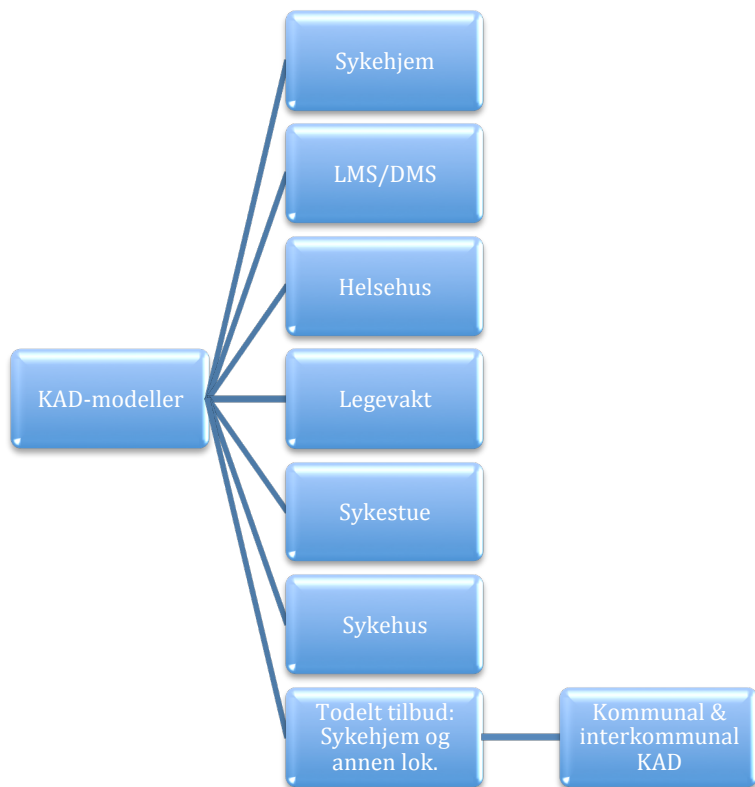 KAD-modeller
Sykehjem
LMS/DMS
Helsehus
Legevakt
Sykestue
Sykehus
Todelt tilbud:
Sykehjem og
annen lok.
Kommunal &
interkommunal
KAD